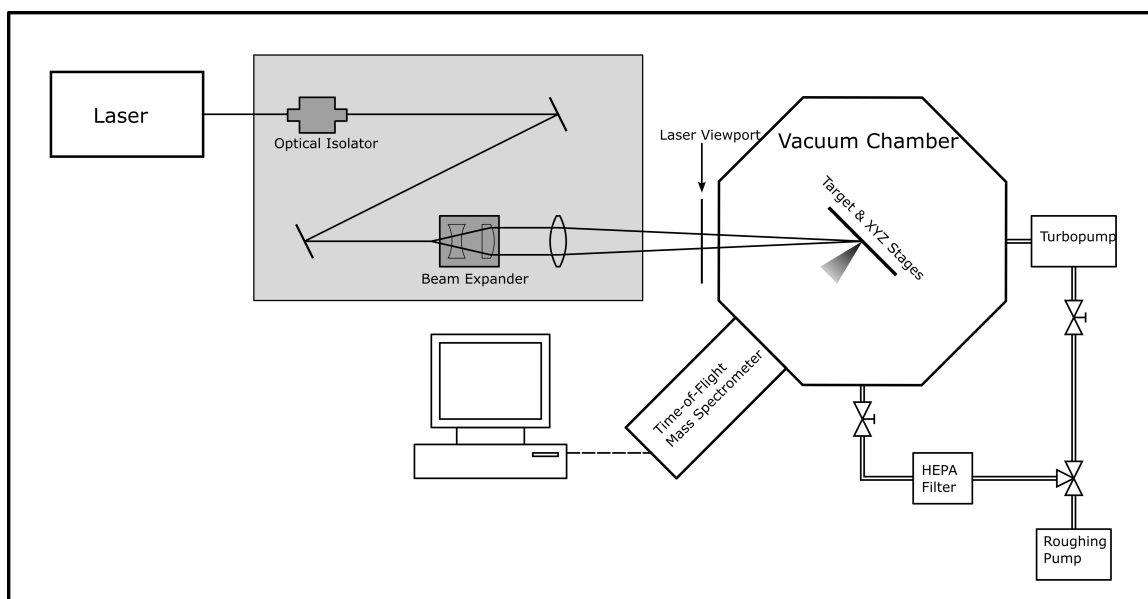 Laser
Optical Isolator
Beam Expander
Laser Viewport
Vacuum Chamber
Target & XYZ Stages
Turbopump
Time-of-Flight
Mass Spectrometer
HEPA
Filter
Roughing
Pump